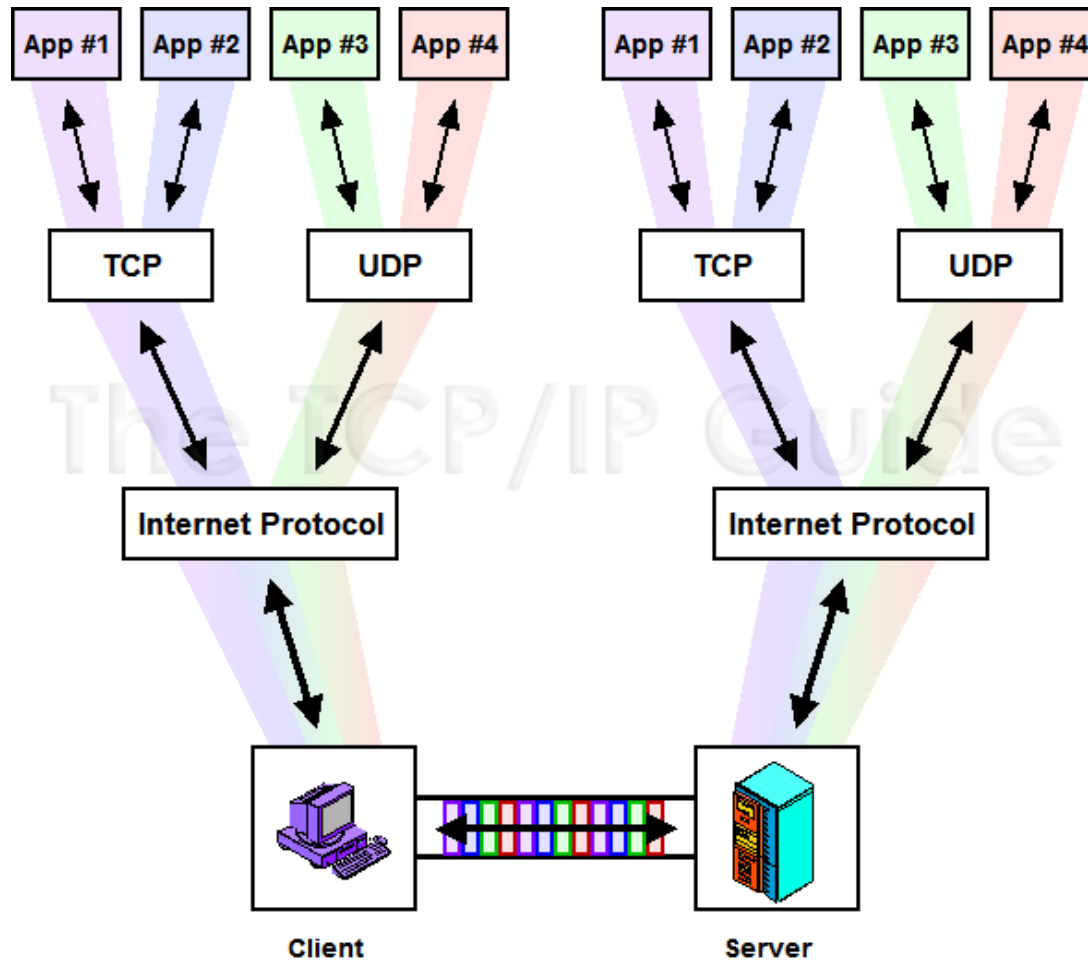 App #1 App #2 App #3 App #4 App #1 App #2 App #3 App #4
TCP UDP TCP UDP
The TCP/IP Guide
Internet Protocol Internet Protocol
Client Server